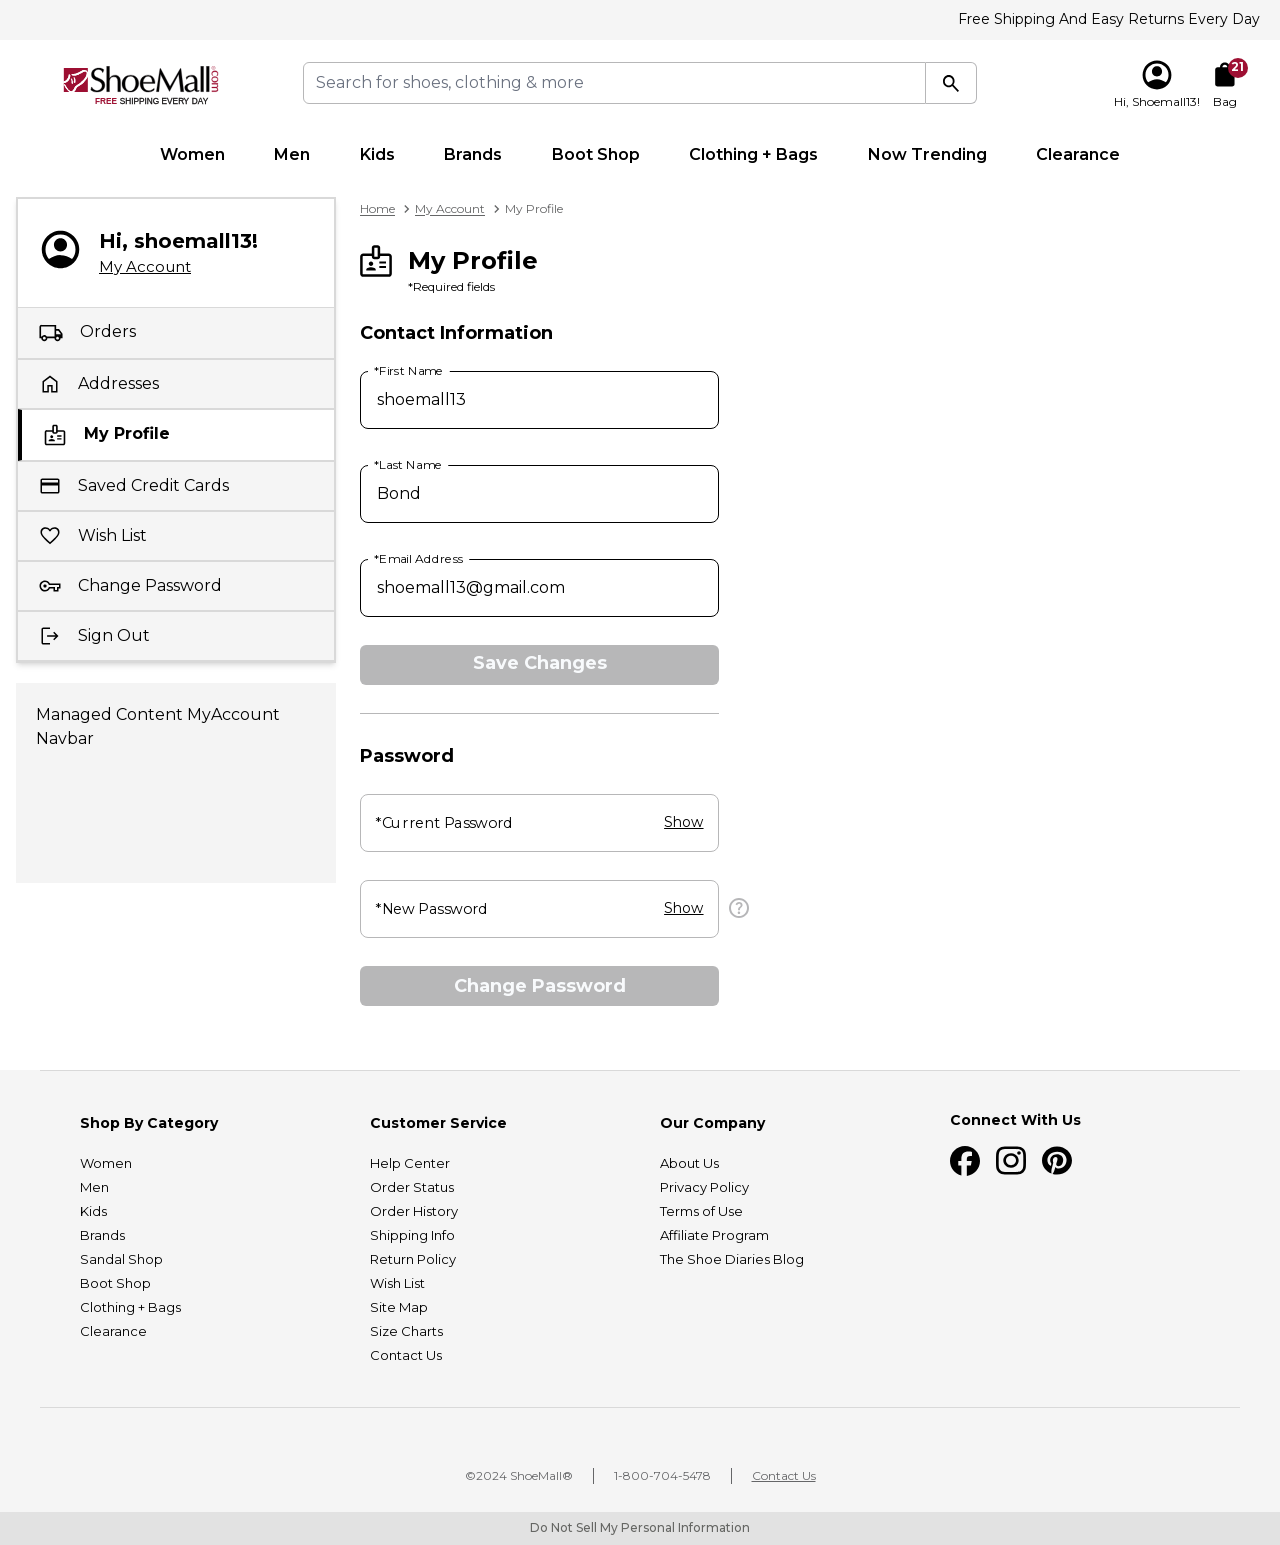 Free Shipping And Easy Returns Every Day
ShoeMall.com
FREE SHIPPING EVERY DAY
Search for shoes, clothing & more
Hi, Shoemall13!
21
Bag
Women
Men
Kids
Brands
Boot Shop
Clothing + Bags
Now Trending
Clearance
Hi, shoemall13!
My Account
Orders
Addresses
My Profile
Saved Credit Cards
Wish List
Change Password
Sign Out
Managed Content MyAccount
Navbar
Home > My Account > My Profile
My Profile
*Required fields
Contact Information
*First Name
shoemall13
*Last Name
Bond
*Email Address
shoemall13@gmail.com
Save Changes
Password
*Current Password
Show
*New Password
Show
?
Change Password
Shop By Category
Women
Men
Kids
Brands
Sandal Shop
Boot Shop
Clothing + Bags
Clearance
Customer Service
Help Center
Order Status
Order History
Shipping Info
Return Policy
Wish List
Site Map
Size Charts
Contact Us
Our Company
About Us
Privacy Policy
Terms of Use
Affiliate Program
The Shoe Diaries Blog
Connect With Us
©2024 ShoeMall® | 1-800-704-5478 | Contact Us
Do Not Sell My Personal Information